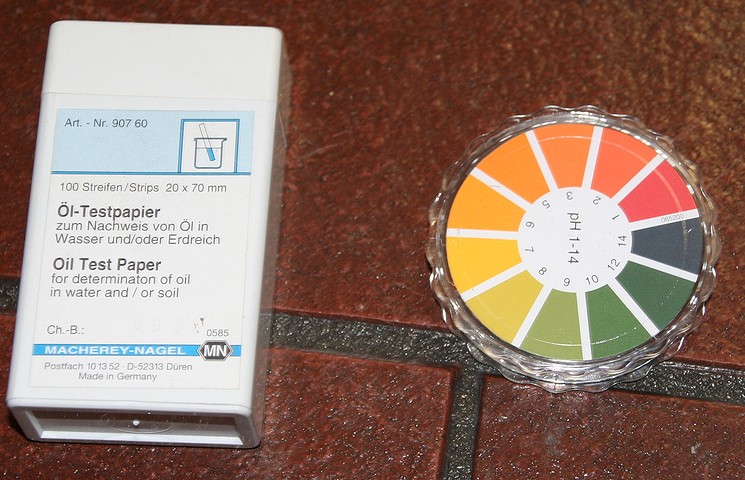 Art. - Nr. 907 60
100 Streifen/Strips 20 x 70 mm
Öl-Testpapier
zum Nachweis von Öl in
Wasser und/oder Erdreich
Oil Test Paper
for determinaton of oil
in water and / or soil
Ch.-B.:
0585
MACHEREY-NAGEL MN
Postfach 10 13 52 · D-52313 Düren
Made in Germany
pH 1-14
1
2
3
5
6
7
8
9
10
12
14
065200